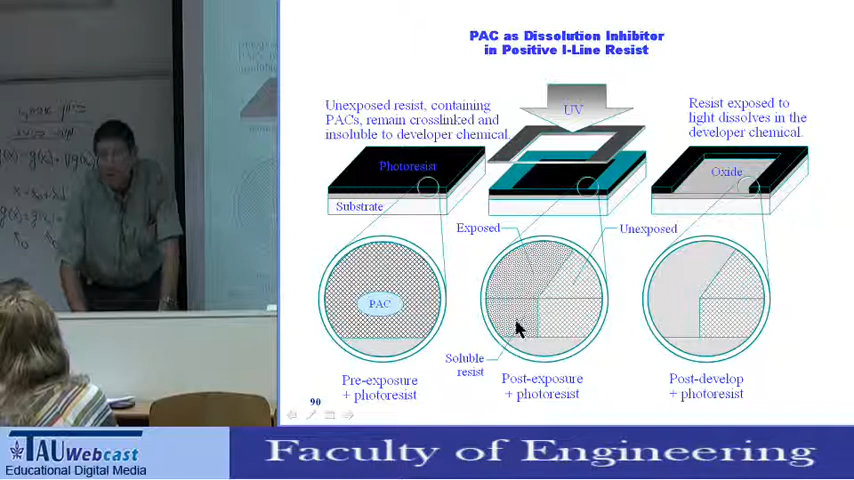 PAC as Dissolution Inhibitor
in Positive I-Line Resist
Unexposed resist, containing
PACs, remain crosslinked and
insoluble to developer chemical.
UV
Resist exposed to
light dissolves in the
developer chemical.
Photoresist
Oxide
Substrate
Exposed
Unexposed
PAC
Soluble
resist
Pre-exposure
+ photoresist
Post-exposure
+ photoresist
Post-develop
+ photoresist
90
TAU Webcast
Educational Digital Media
Faculty of Engineering